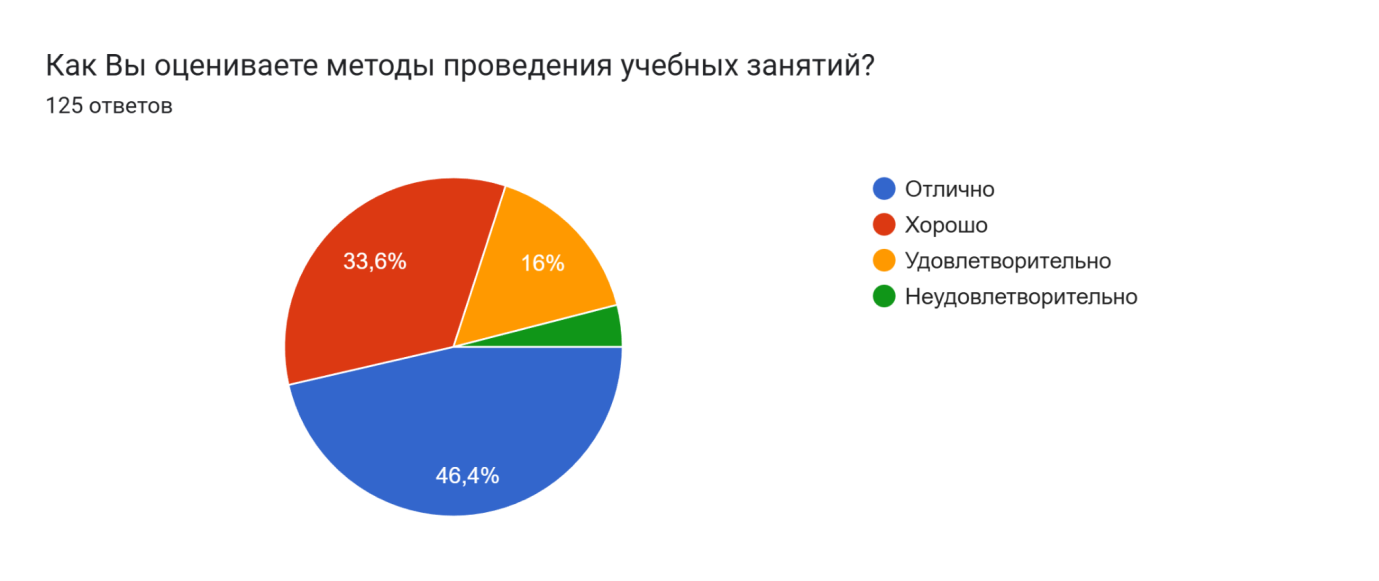 Как Вы оцениваете методы проведения учебных занятий?
125 ответов
Отлично
Хорошо
Удовлетворительно
Неудовлетворительно
33,6%
16%
46,4%